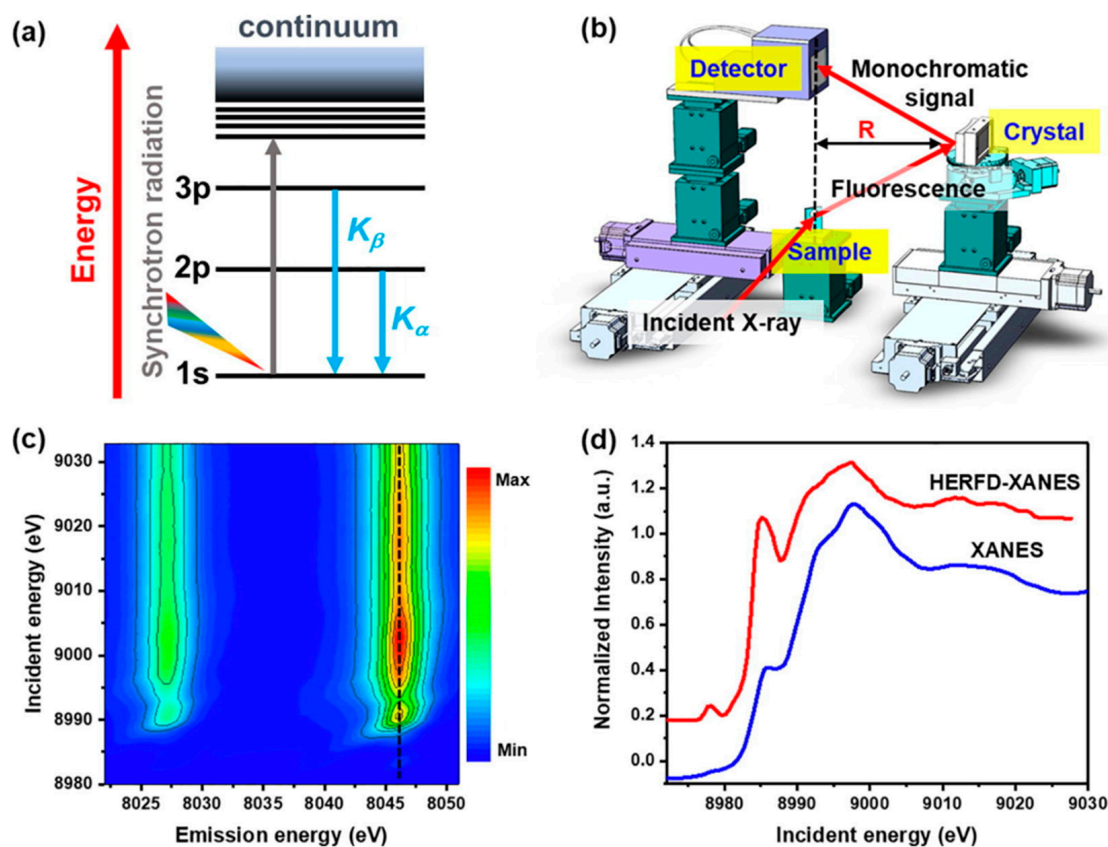 (a)
continuum
Energy
Synchrotron radiation
3p
Kβ
2p
Kα
1s
(b)
Detector
Monochromatic
signal
R
Crystal
Fluorescence
Sample
Incident X-ray
(c)
Incident energy (eV)
9030
9020
9010
9000
8990
8980
8025 8030 8035 8040 8045 8050
Emission energy (eV)
Max
Min
(d)
Normalized Intensity (a.u.)
1.4
1.2
1.0
0.8
0.6
0.4
0.2
0.0
HERFD-XANES
XANES
8980 8990 9000 9010 9020 9030
Incident energy (eV)